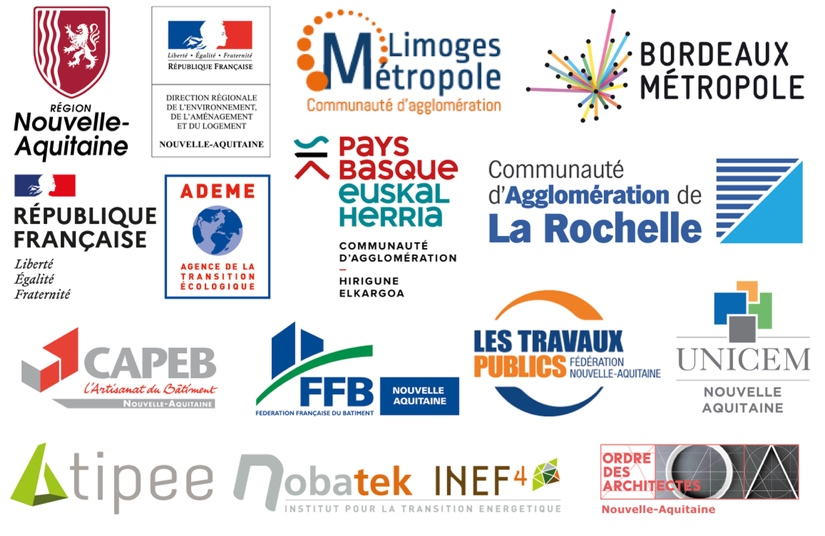 RÉGION
Nouvelle-
Aquitaine
Liberté • Égalité • Fraternité
RÉPUBLIQUE FRANÇAISE
DIRECTION RÉGIONALE
DE L'ENVIRONNEMENT,
DE L'AMÉNAGEMENT
ET DU LOGEMENT
NOUVELLE-AQUITAINE
Limoges
Métropole
Communauté d'agglomération
BORDEAUX
MÉTROPOLE
RÉPUBLIQUE
FRANÇAISE
Liberté
Égalité
Fraternité
ADEME
AGENCE DE LA
TRANSITION
ÉCOLOGIQUE
PAYS
BASQUE
EUSKAL
HERRIA
COMMUNAUTÉ
D'AGGLOMÉRATION
HIRIGUNE
ELKARGOA
Communauté
d'Agglomération de
La Rochelle
CAPEB
L'Artisanat du Bâtiment
NOUVELLE-AQUITAINE
FFB
FEDERATION FRANÇAISE DU BATIMENT
NOUVELLE
AQUITAINE
LES TRAVAUX
PUBLICS
FÉDÉRATION
NOUVELLE-AQUITAINE
UNICEM
NOUVELLE
AQUITAINE
tipee
nobatek INEF4
INSTITUT POUR LA TRANSITION ENERGETIQUE
ORDRE
DES
ARCHITECTES
OA
Nouvelle-Aquitaine